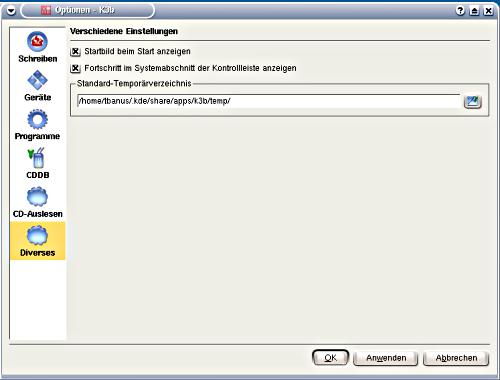 Optionen - K3b
Verschiedene Einstellungen
Startbild beim Start anzeigen
Fortschritt im Systemabschnitt der Kontrollleiste anzeigen
Standard-Temporärverzeichnis
/home/tbanus/.kde/share/apps/k3b/temp/
Schreiben
Geräte
Programme
CDDB
CD-Auslesen
Diverses
OK
Anwenden
Abbrechen